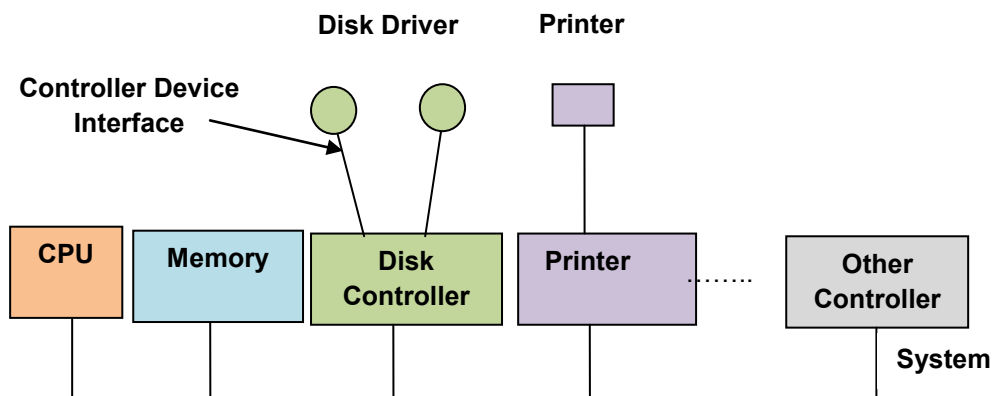 Disk Driver
Printer
Controller Device
Interface
CPU
Memory
Disk
Controller
Printer
........
Other
Controller
System